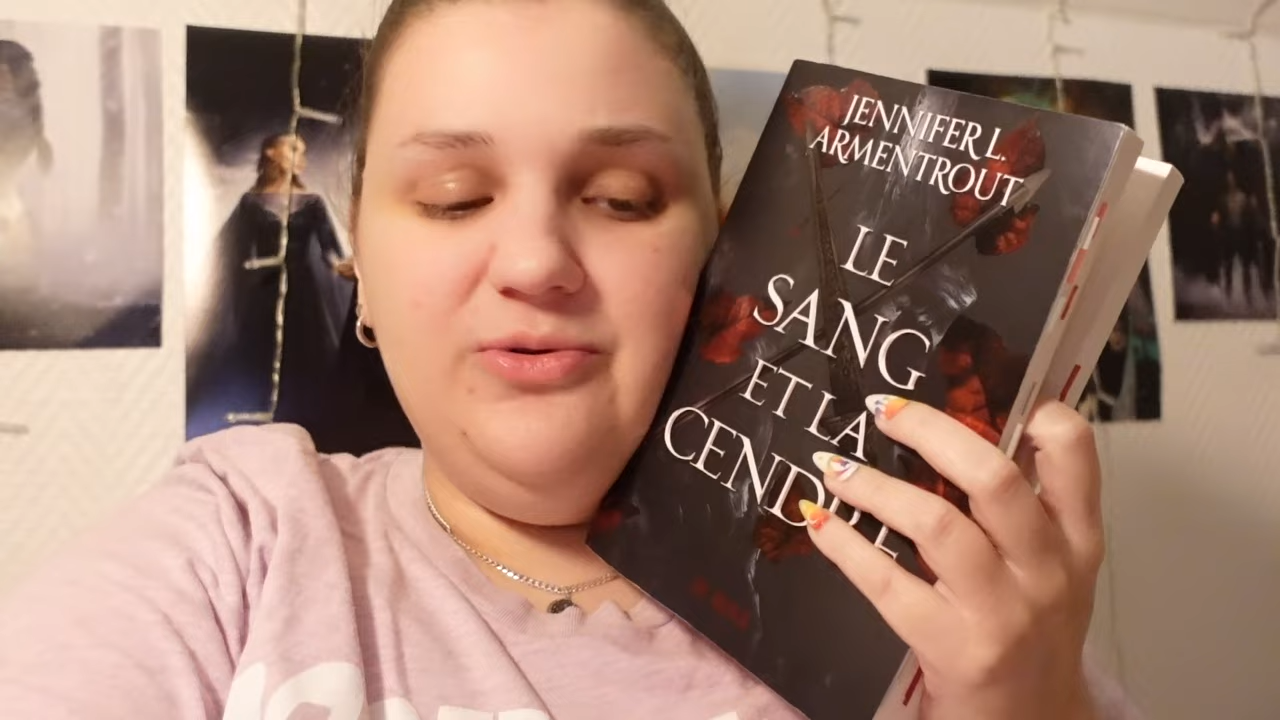 JENNIFER L.
ARMENTROUT
LE
SANG
ET LA
CENDRE